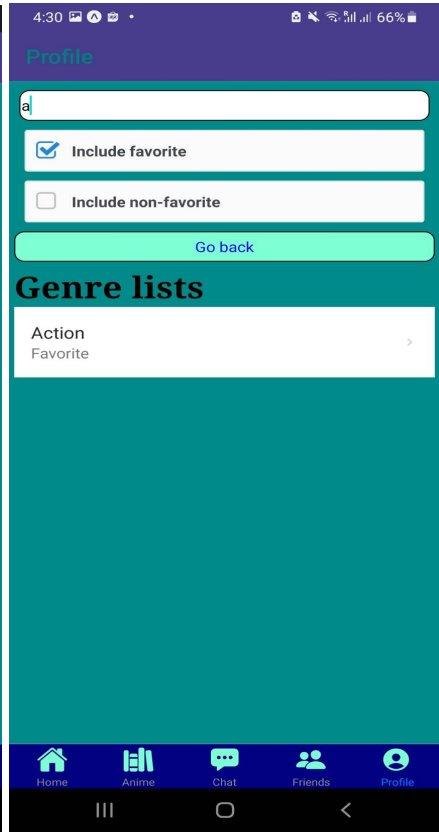 4:30 66%
Profile
a
Include favorite
Include non-favorite
Go back
Genre lists
Action
Favorite
Home Anime Chat Friends Profile